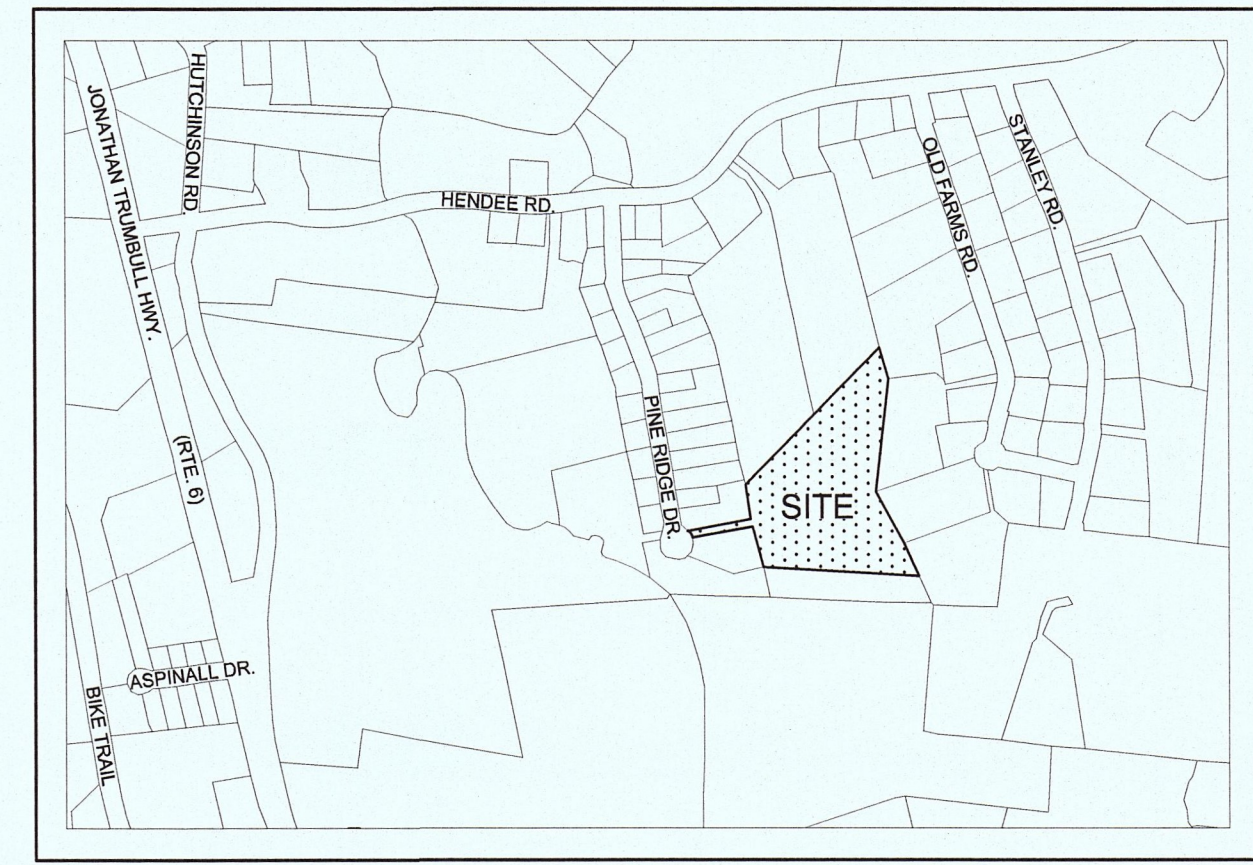 HUTCHINSON RD.
JONATHAN TRUMBULL HWY.
HENDEE RD.
OLD FARMS RD.
STANLEY RD.
PINE RIDGE DR.
(RTE. 6)
SITE
ASPINALL DR.
BIKE TRAIL